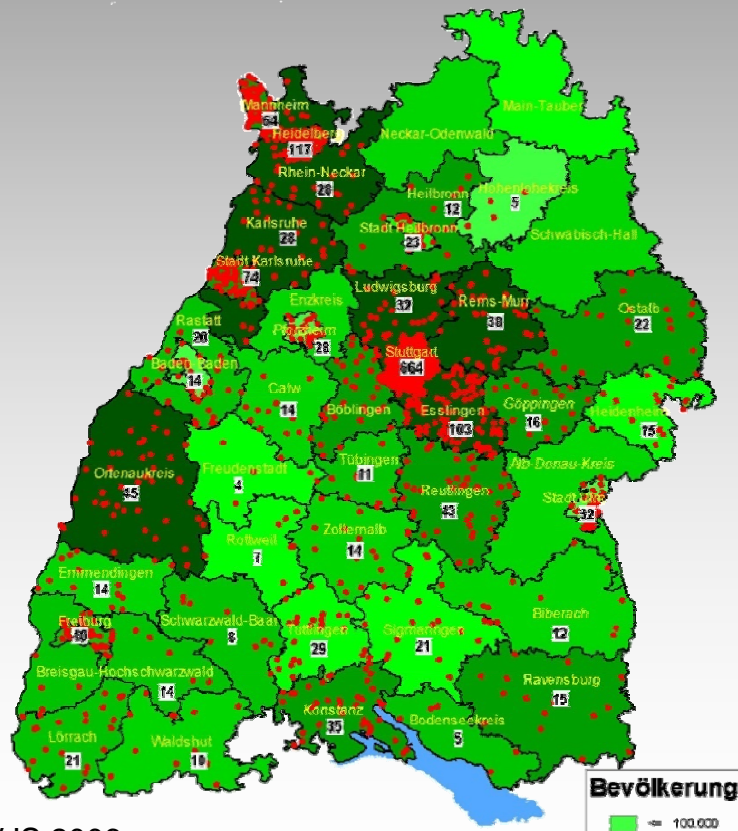 Mannheim
54
Heidelberg
117
Rhein-Neckar
28
Main-Tauber
Neckar-Odenwald
Heilbronn
12
Hohenlohekreis
5
Stadt Heilbronn
23
Schwäbisch-Hall
Karlsruhe
28
Stadt Karlsruhe
74
Enzkreis
Ludwigsburg
32
Rems-Murr
38
Ostalb
22
Rastatt
20
Pforzheim
28
Stuttgart
664
Baden Baden
14
Calw
14
Böblingen
Esslingen
103
Göppingen
16
Heidenheim
15
Ortenaukreis
Freudenstadt
4
Tübingen
11
Reutlingen
43
Alb-Donau-Kreis
32
Rottweil
7
Zollernalb
14
Emmendingen
14
Freiburg
Schwarzwald-Baar
8
Tuttlingen
29
Sigmaringen
21
Biberach
12
Breisgau-Hochschwarzwald
14
Konstanz
35
Bodenseekreis
5
Ravensburg
15
Lörrach
21
Waldshut
10
Bevölkerung
<= 100.000